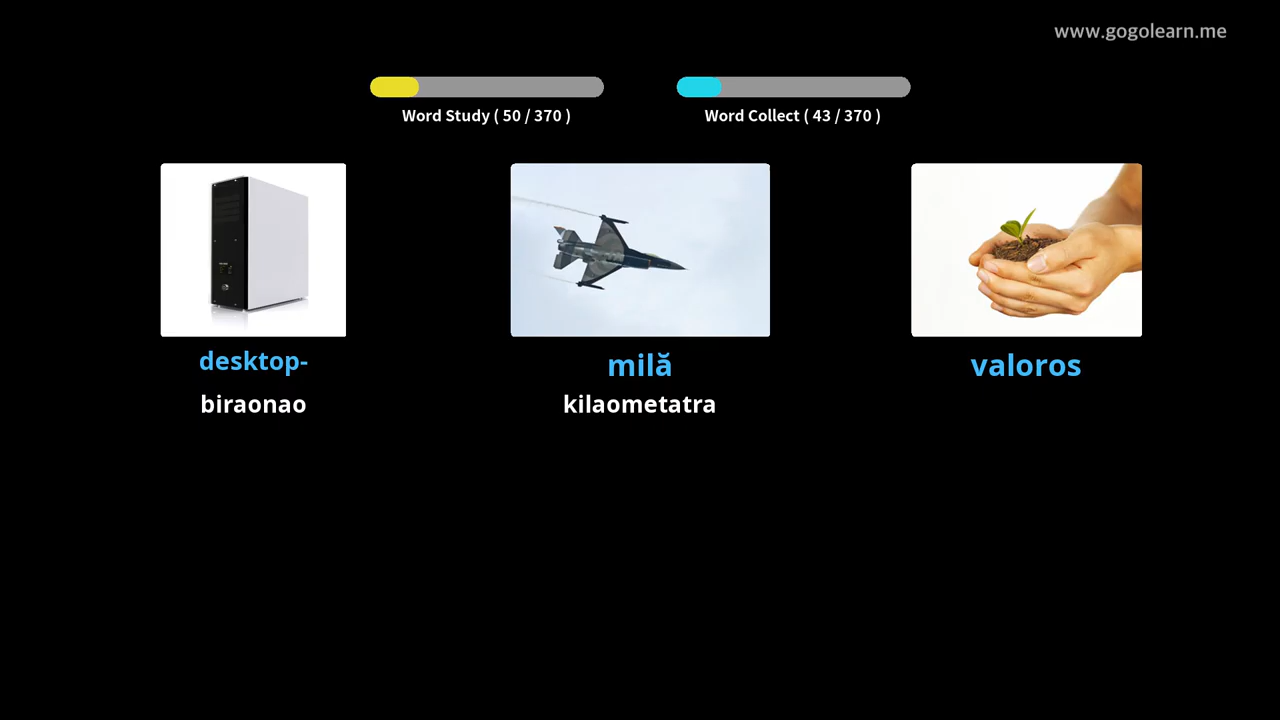 www.gogolearn.me
Word Study ( 50 / 370 )
Word Collect ( 43 / 370 )
desktop-
biraonao
milă
kilaometatra
valoros